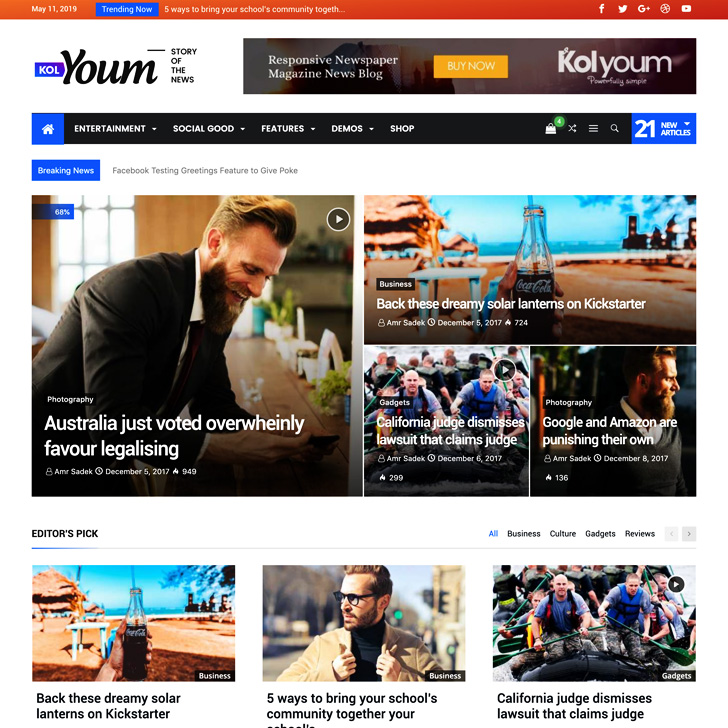 May 11, 2019
Trending Now
5 ways to bring your school's community togeth...
KOL Youm
STORY
OF
THE
NEWS
Responsive Newspaper
Magazine News Blog
BUY NOW
Kolyoum
Powerfully simple
ENTERTAINMENT
SOCIAL GOOD
FEATURES
DEMOS
SHOP
4
21 NEW
ARTICLES
Breaking News
Facebook Testing Greetings Feature to Give Poke
68%
Photography
Australia just voted overwheinly
favour legalising
Amr Sadek December 5, 2017 949
Coca-Cola
Business
Back these dreamy solar lanterns on Kickstarter
Amr Sadek December 5, 2017 724
Gadgets
California judge dismisses
lawsuit that claims judge
Amr Sadek December 6, 2017
299
Photography
Google and Amazon are
punishing their own
Amr Sadek December 8, 2017
136
EDITOR'S PICK
All Business Culture Gadgets Reviews
Business
Back these dreamy solar
lanterns on Kickstarter
Business
5 ways to bring your school's
community together your
school's
Gadgets
California judge dismisses
lawsuit that claims judge